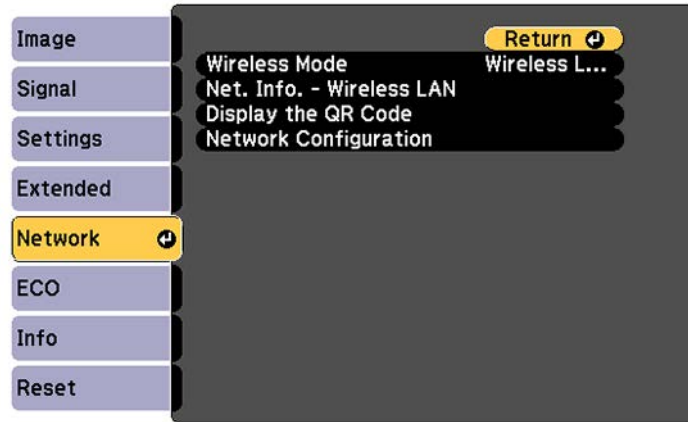 Image
Signal
Settings
Extended
Network
ECO
Info
Reset
Return
Wireless Mode Wireless L...
Net. Info. - Wireless LAN
Display the QR Code
Network Configuration